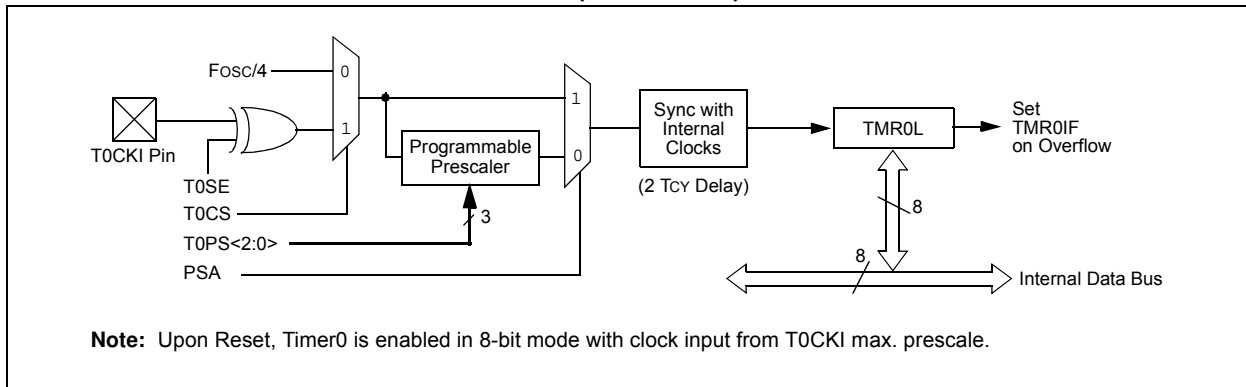 Fosc/4
0
1
T0CKI Pin
T0SE
T0CS
T0PS<2:0>
PSA
Programmable
Prescaler
3
1
0
Sync with
Internal
Clocks
(2 TCY Delay)
TMR0L
Set
TMR0IF
on Overflow
8
8
Internal Data Bus
Note: Upon Reset, Timer0 is enabled in 8-bit mode with clock input from T0CKI max. prescale.